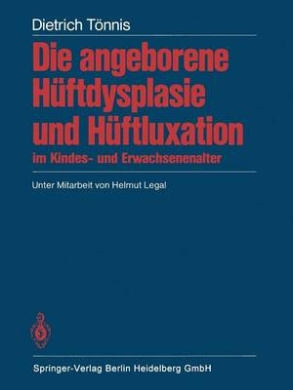 Dietrich Tönnis
Die angeborene
Hüftdysplasie
und Hüftluxation
im Kindes- und Erwachsenenalter
Unter Mitarbeit von Helmut Legal
Springer-Verlag Berlin Heidelberg GmbH